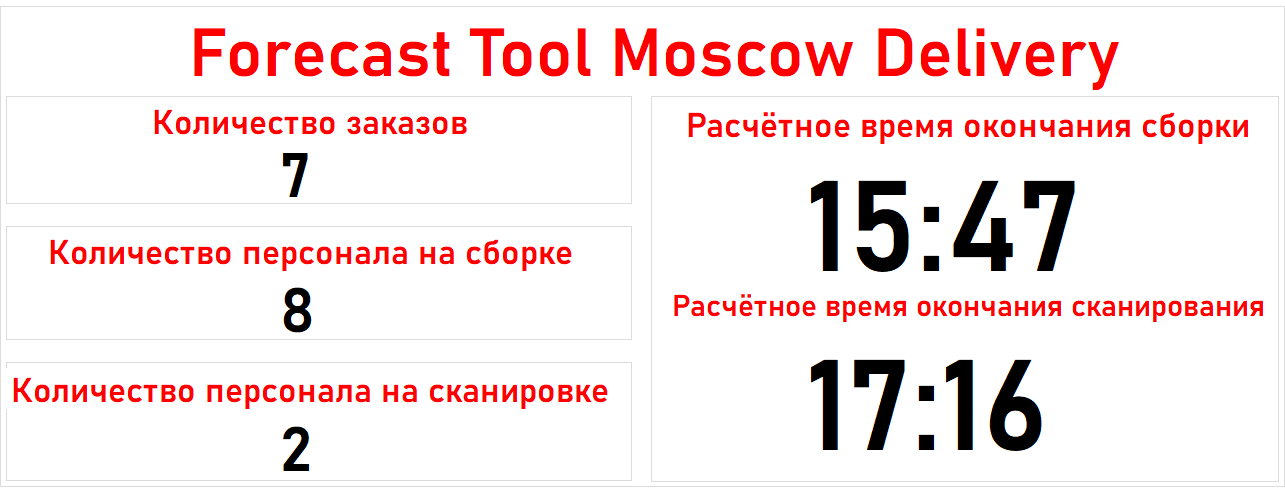 Forecast Tool Moscow Delivery
Количество заказов
7
Количество персонала на сборке
8
Количество персонала на сканировке
2
Расчётное время окончания сборки
15:47
Расчётное время окончания сканирования
17:16